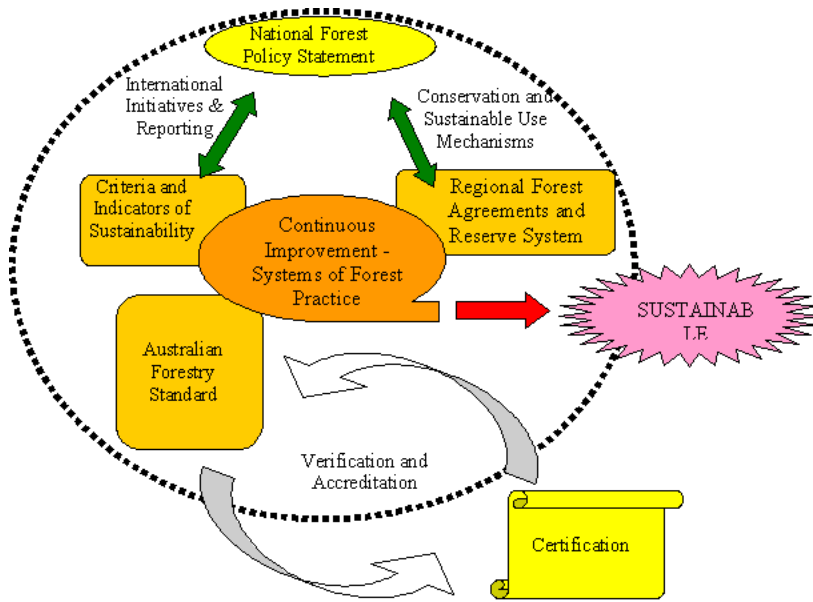 National Forest
Policy Statement
International
Initiatives &
Reporting
Conservation and
Sustainable Use
Mechanisms
Criteria and
Indicators of
Sustainability
Continuous
Improvement -
Systems of Forest
Practice
Regional Forest
Agreements and
Reserve System
SUSTAINAB
LE
Australian
Forestry
Standard
Verification and
Accreditation
Certification